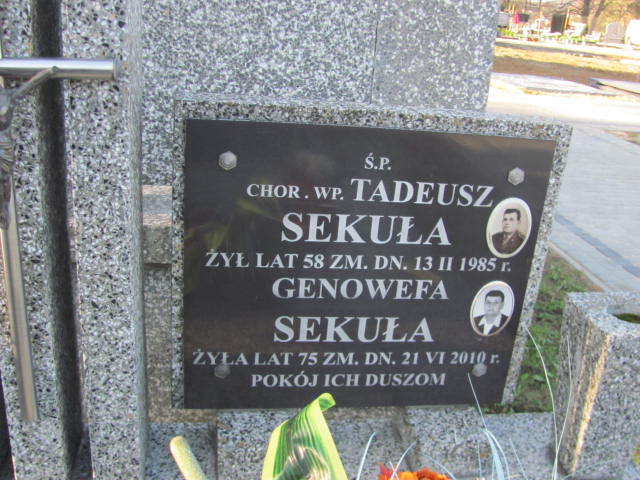 Ś.P.
CHOR. WP. TADEUSZ
SEKUŁA
ŻYŁ LAT 58 ZM. DN. 13 II 1985 r.
GENOWEFA
SEKUŁA
ŻYŁA LAT 75 ZM. DN. 21 VI 2010 r.
POKÓJ ICH DUSZOM